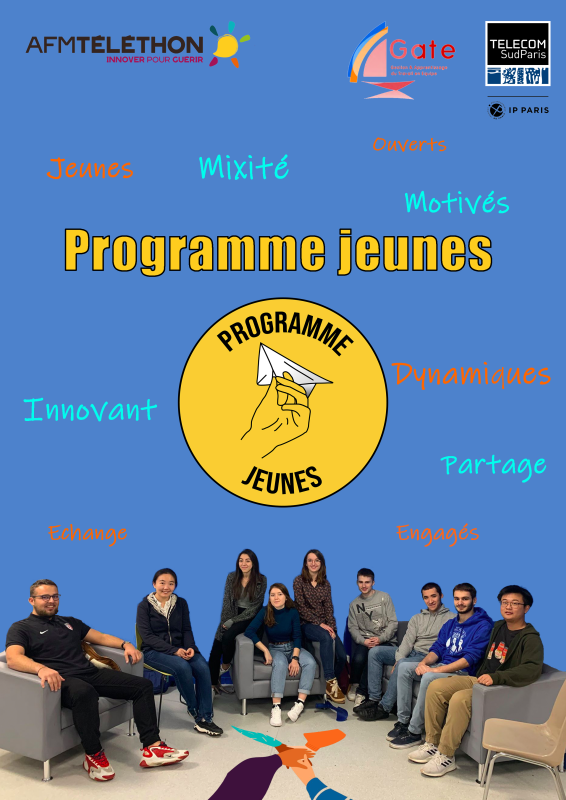 AFMTÉLÉTHON
INNOVER POUR GUÉRIR
Gate
TELECOM
SudParis
IP PARIS
Ouverts
Jeunes
Mixité
Motivés
Programme jeunes
PROGRAMME
JEUNES
Dynamiques
Innovant
Partage
Echange
Engagés